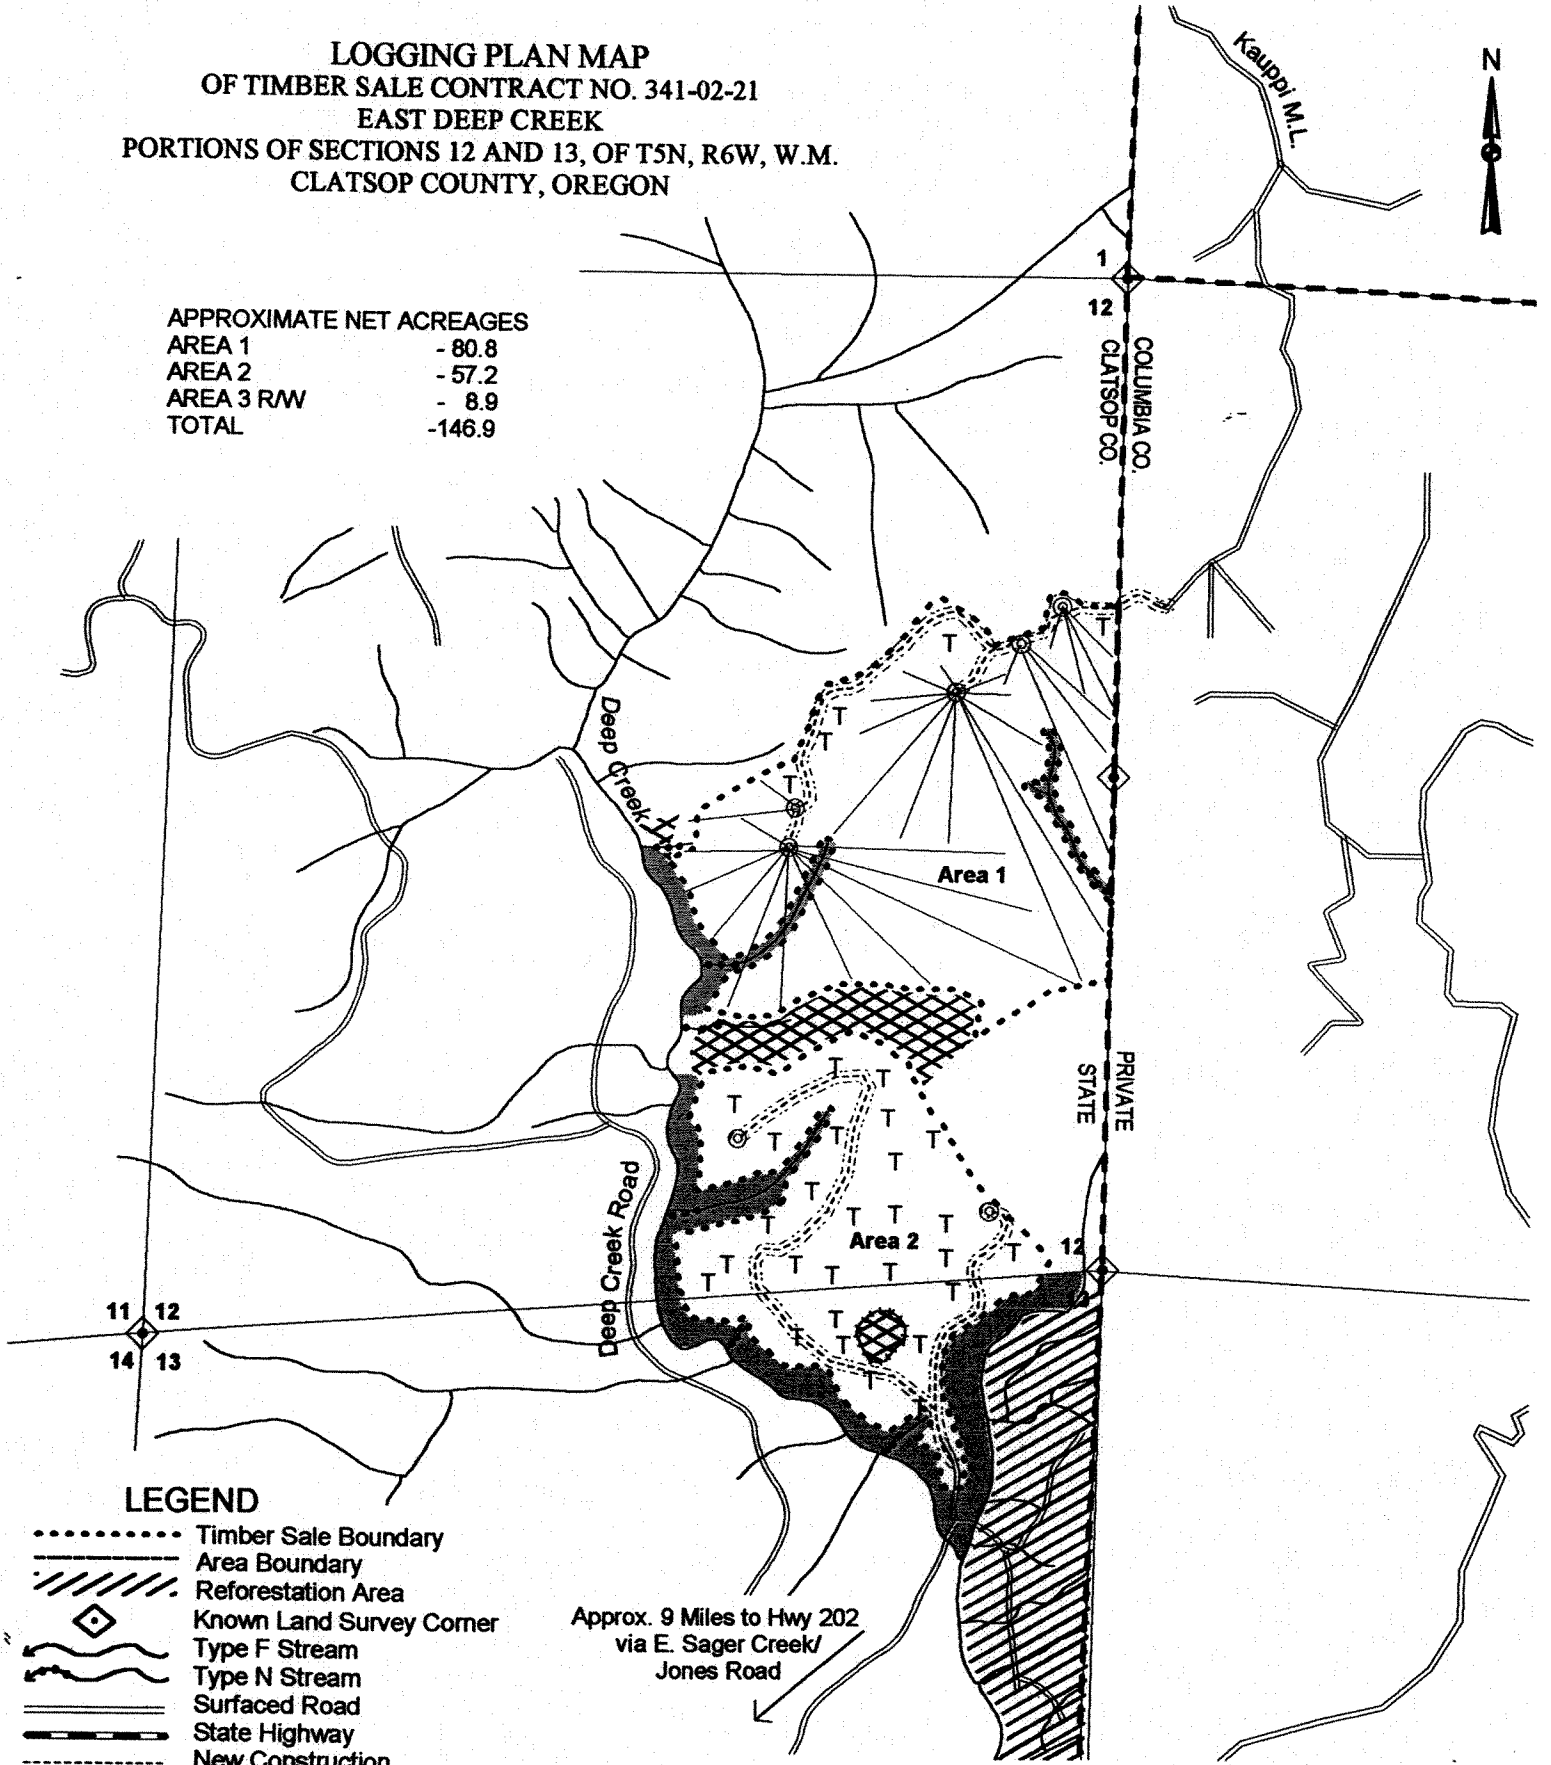 LOGGING PLAN MAP
OF TIMBER SALE CONTRACT NO. 341-02-21
EAST DEEP CREEK
PORTIONS OF SECTIONS 12 AND 13, OF T5N, R6W, W.M.
CLATSOP COUNTY, OREGON
N
Kauppi M.L.
APPROXIMATE NET ACREAGES
AREA 1 - 80.8
AREA 2 - 57.2
AREA 3 R/W - 8.9
TOTAL -146.9
1
12
COLUMBIA CO.
CLATSOP CO.
T
T
T
T
T
Deep Creek
Area 1
PRIVATE
STATE
T
T
T
T
T
T
T
T
T
T
T
T
T
T
Area 2
T
T
T
T
T
T
T
T
12
Deep Creek Road
11 12
14 13
T
T
T
T
T
T
LEGEND
Timber Sale Boundary
Area Boundary
Reforestation Area
Known Land Survey Corner
Type F Stream
Type N Stream
Surfaced Road
State Highway
New Construction
Approx. 9 Miles to Hwy 202
via E. Sager Creek/
Jones Road